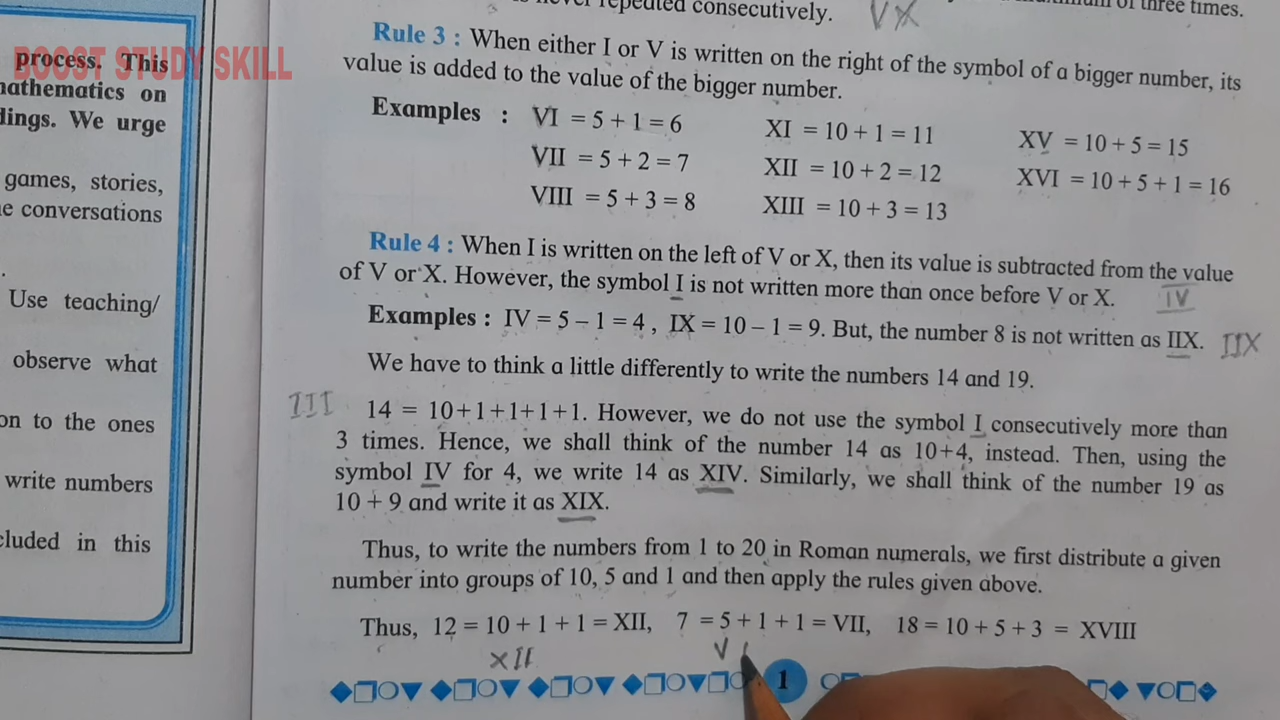 never repeated consecutively.
of three times.
V X
BOOST STUDY SKILL
process. This
mathematics on
dings. We urge
games, stories,
conversations
Use teaching/
observe what
on to the ones
write numbers
cluded in this
Rule 3 : When either I or V is written on the right of the symbol of a bigger number, its
value is added to the value of the bigger number.
Examples : VI = 5 + 1 = 6 XI = 10 + 1 = 11 XV = 10 + 5 = 15
VII = 5 + 2 = 7 XII = 10 + 2 = 12 XVI = 10 + 5 + 1 = 16
VIII = 5 + 3 = 8 XIII = 10 + 3 = 13
Rule 4 : When I is written on the left of V or X, then its value is subtracted from the value
of V or X. However, the symbol I is not written more than once before V or X.
IV
Examples : IV = 5 – 1 = 4 , IX = 10 – 1 = 9. But, the number 8 is not written as IIX. IIX
We have to think a little differently to write the numbers 14 and 19.
III
14 = 10+1+1+1+1. However, we do not use the symbol I consecutively more than
3 times. Hence, we shall think of the number 14 as 10+4, instead. Then, using the
symbol IV for 4, we write 14 as XIV. Similarly, we shall think of the number 19 as
10 + 9 and write it as XIX.
Thus, to write the numbers from 1 to 20 in Roman numerals, we first distribute a given
number into groups of 10, 5 and 1 and then apply the rules given above.
Thus, 12 = 10 + 1 + 1 = XII, 7 = 5 + 1 + 1 = VII, 18 = 10 + 5 + 3 = XVIII
XII V I
1